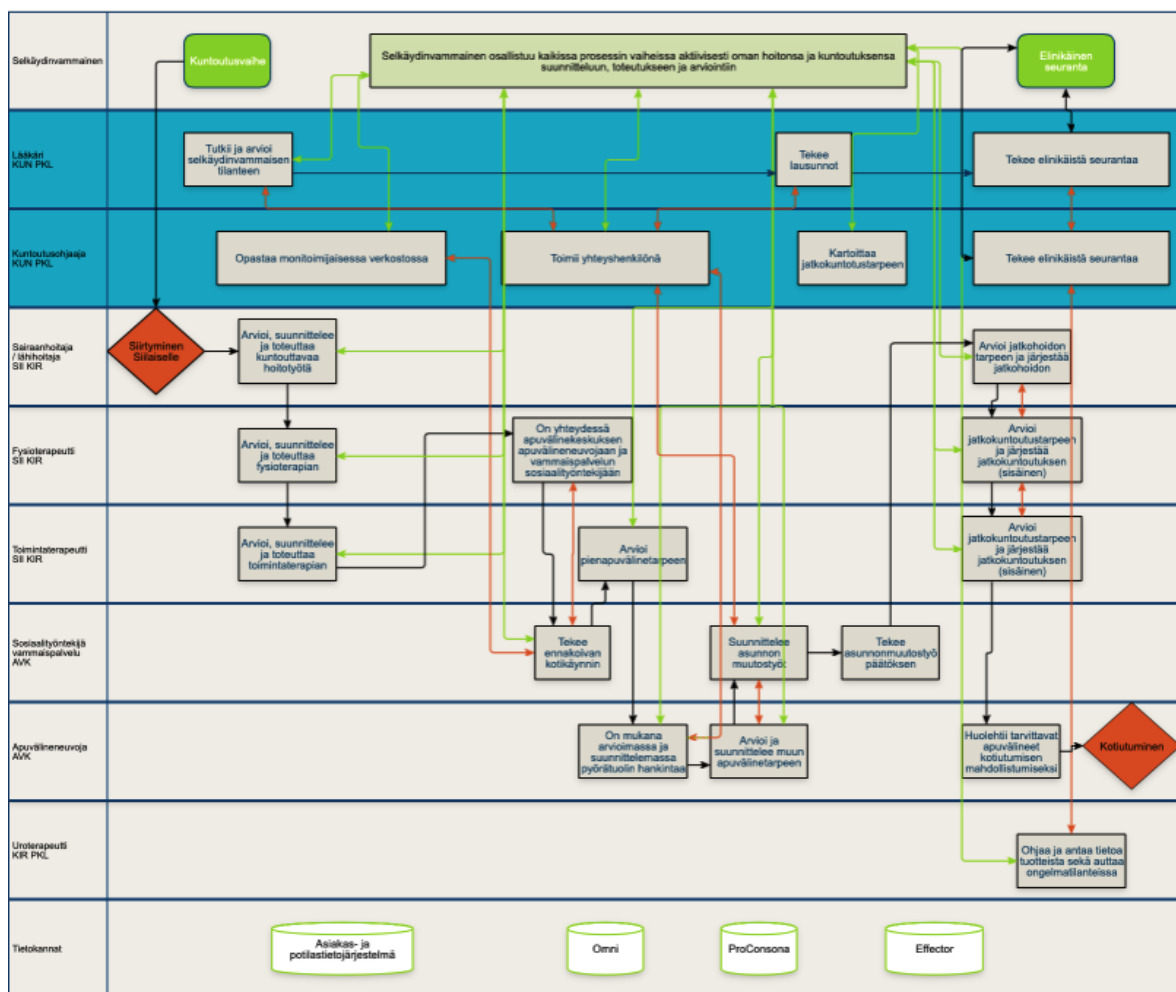 Selkäydinvammainen
Kuntoutusvaihe
Selkäydinvammainen osallistuu kaikissa prosessin vaiheissa aktiivisesti oman hoitonsa ja kuntoutuksensa
suunnitteluun, toteutukseen ja arviointiin
Elinikäinen
seuranta
Lääkäri
KUN PKL
Tutkii ja arvioi
selkäydinvammaisen
tilanteen
Tekee
lausunnot
Tekee elinikäistä seurantaa
Kuntoutusohjaaja
KUN PKL
Opastaa monitoimijaisessa verkostossa
Toimii yhteyshenkilönä
Kartoittaa
jatkokuntotustarpeen
Tekee elinikäistä seurantaa
Sairaanhoitaja
/ lähihoitaja
SII KIR
Siirtyminen
Siilaiselle
Arvioi, suunnittelee
ja toteuttaa
kuntouttavaa
hoitotyötä
Arvioi jatkohoidon
tarpeen ja järjestää
jatkohoidon
Fysioterapeutti
SII KIR
Arvioi, suunnittelee
ja toteuttaa
fysioterapian
On yhteydessä
apuvälinekeskuksen
apuvälineneuvojaan ja
vammaispalvelun
sosiaalityöntekijään
Arvioi
jatkokuntoutustarpeen
ja järjestää
jatkokuntoutuksen
(sisäinen)
Toimintaterapeutti
SII KIR
Arvioi, suunnittelee
ja toteuttaa
toimintaterapian
Arvioi
pienapuvälinetarpeen
Arvioi
jatkokuntoutustarpeen
ja järjestää
jatkokuntoutuksen
(sisäinen)
Sosiaalityöntekijä
vammaispalvelu
AVK
Tekee
ennakoivan
kotikäynnin
Suunnittelee
asunnon
muutostyöt
Tekee
asunnonmuutostyö
päätöksen
Apuvälineneuvoja
AVK
On mukana
arvioimassa ja
suunnittelemassa
pyörätuolin hankintaa
Arvioi ja
suunnittelee muun
apuvälinetarpeen
Huolehtii tarvittavat
apuvälineet
kotiutumisen
mahdollistumiseksi
Kotiutuminen
Uroterapeutti
KIR PKL
Ohjaa ja antaa tietoa
tuotteista sekä auttaa
ongelmatilanteissa
Tietokannat
Asiakas- ja
potilastietojärjestelmä
Omni
ProConsona
Effector